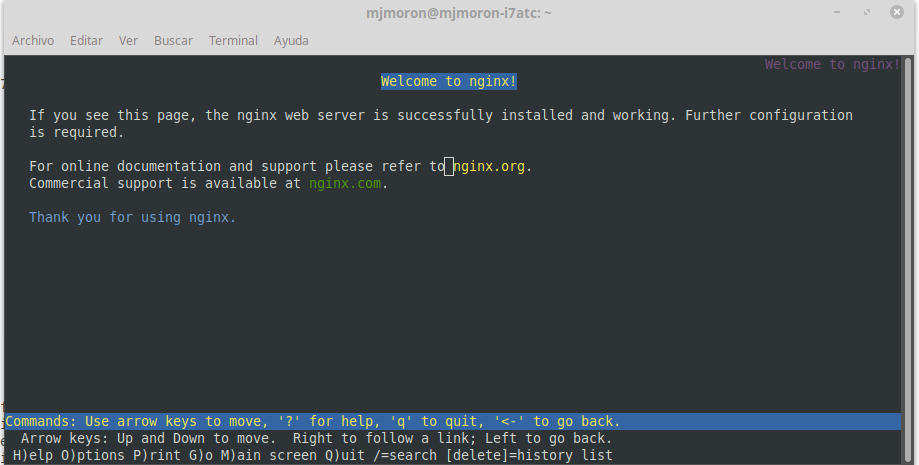 mjmoron@mjmoron-i7atc: ~
Archivo Editar Ver Buscar Terminal Ayuda
Welcome to nginx!
Welcome to nginx!
If you see this page, the nginx web server is successfully installed and working. Further configuration
is required.
For online documentation and support please refer to nginx.org.
Commercial support is available at nginx.com.
Thank you for using nginx.
Commands: Use arrow keys to move, '?' for help, 'q' to quit, '<-' to go back.
Arrow keys: Up and Down to move.  Right to follow a link; Left to go back.
H)elp O)ptions P)rint G)o M)ain screen Q)uit /=search [delete]=history list